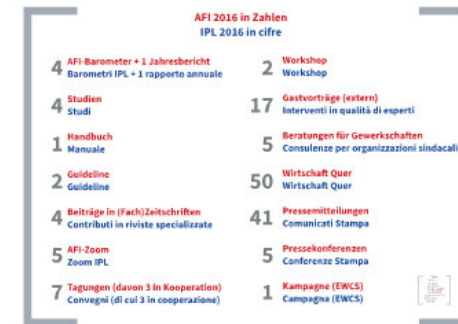 AFI 2016 in Zahlen
IPL 2016 in cifre
4 AFI-Barometer + 1 Jahresbericht
Barometri IPL + 1 rapporto annuale
4 Studien
Studi
1 Handbuch
Manuale
2 Guideline
Guideline
4 Beiträge in (Fach)Zeitschriften
Contributi in riviste specializzate
5 AFI-Zoom
Zoom IPL
7 Tagungen (davon 3 in Kooperation)
Convegni (di cui 3 in cooperazione)
2 Workshop
Workshop
17 Gastvorträge (extern)
Interventi in qualità di esperti
5 Beratungen für Gewerkschaften
Consulenze per organizzazioni sindacali
50 Wirtschaft Quer
Wirtschaft Quer
41 Pressemitteilungen
Comunicati Stampa
5 Pressekonferenzen
Conferenze Stampa
1 Kampagne (EWCS)
Campagna (EWCS)